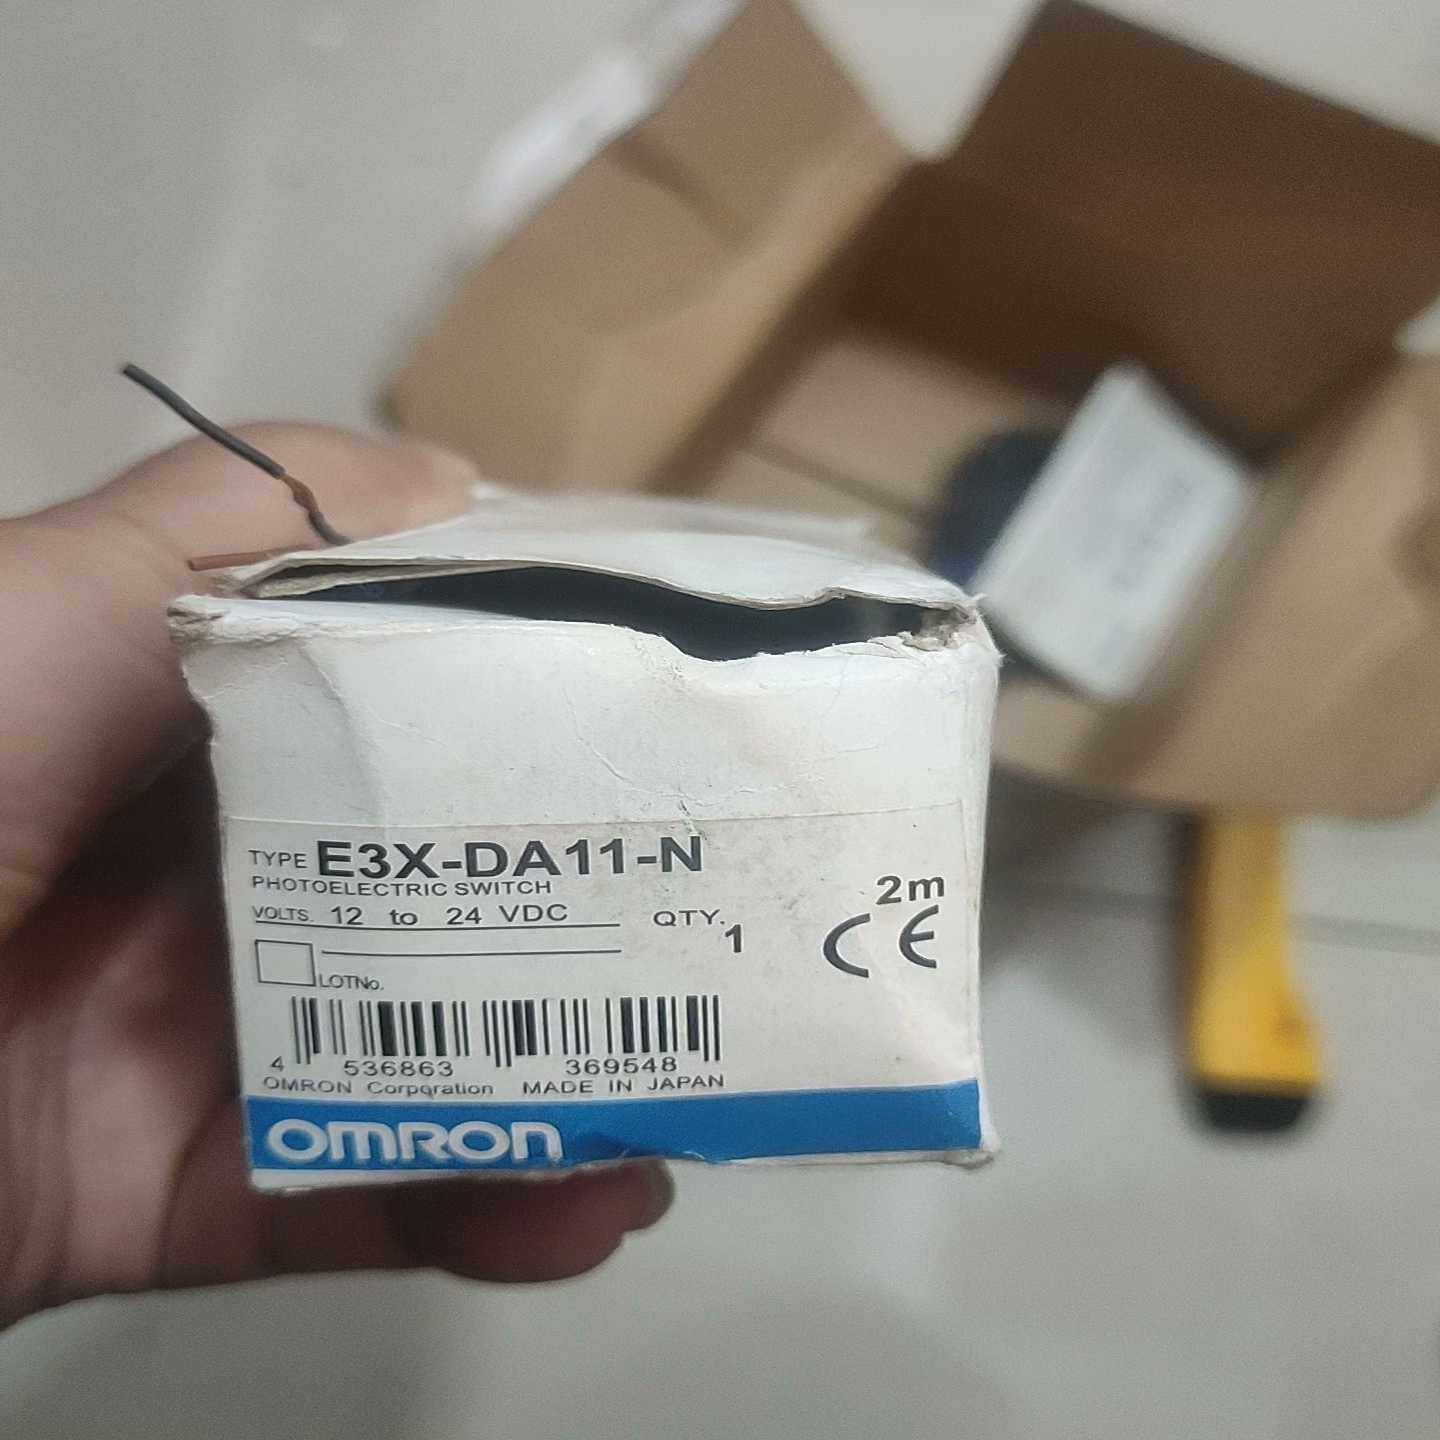 TYPE E3X-DA11-N
PHOTOELECTRIC SWITCH
2m
VOLTS. 12 to 24 VDC
QTY. 1
CE
LOTNo.
4 536863 369548
OMRON Corporation MADE IN JAPAN
OMRON